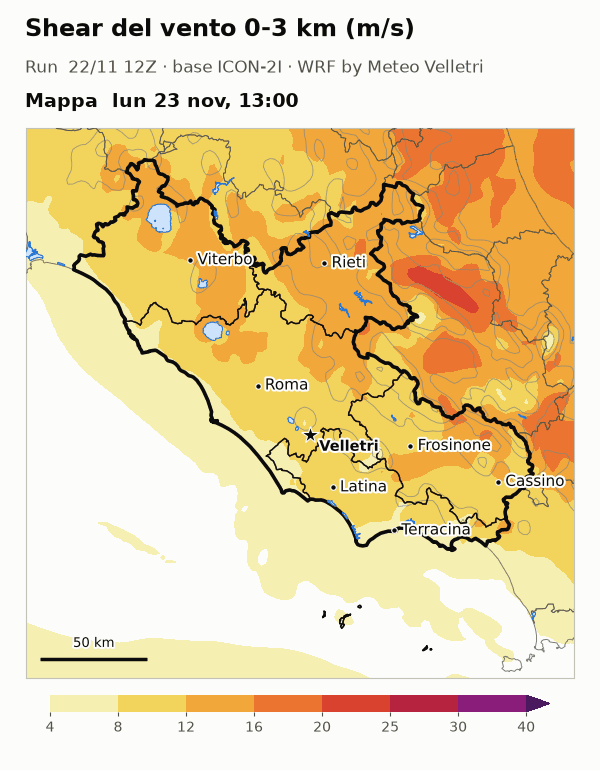 Shear del vento 0-3 km (m/s)
Run  22/11 12Z · base ICON-2I · WRF by Meteo Velletri
Mappa  lun 23 nov, 13:00
Viterbo
Rieti
Roma
Velletri
Frosinone
Latina
Cassino
Terracina
50 km
4 8 12 16 20 25 30 40